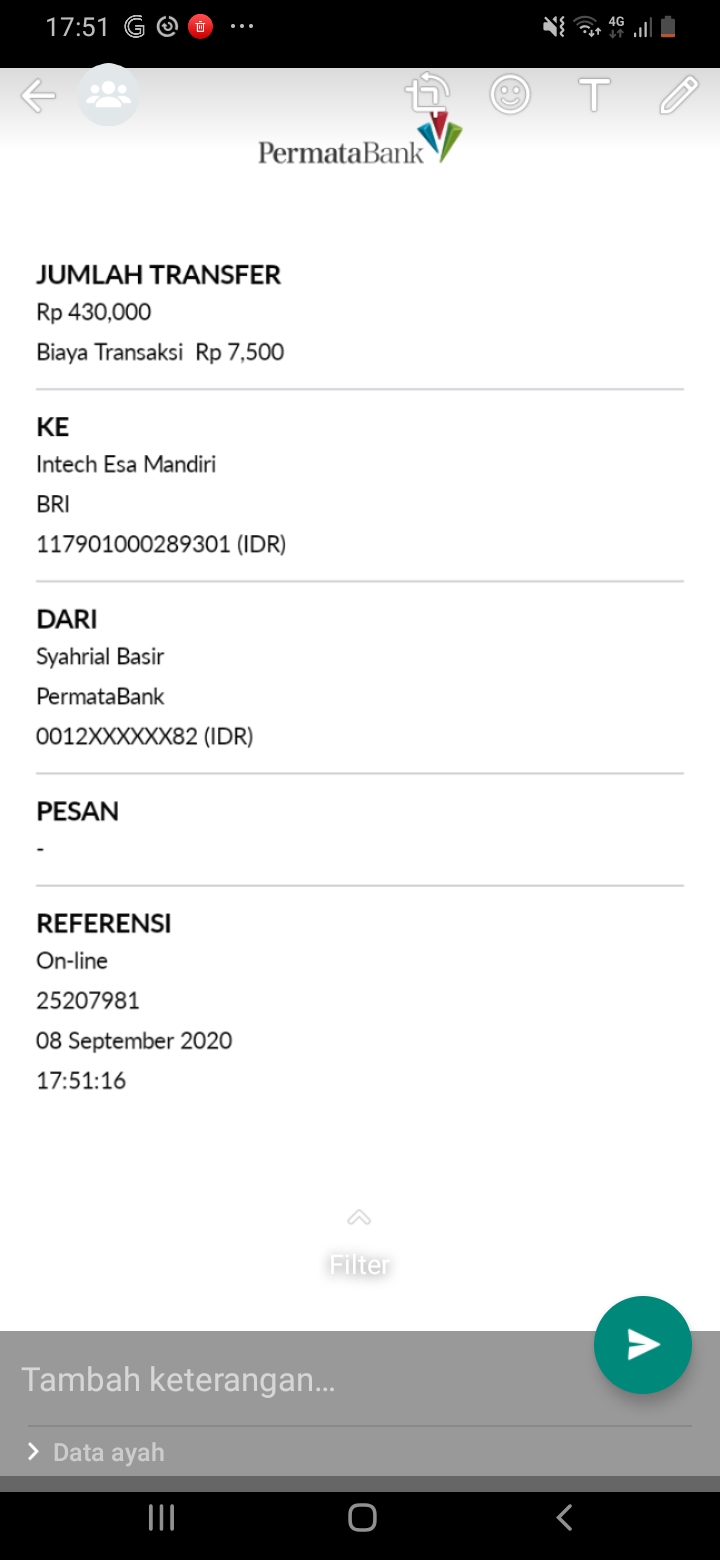 17:51
4G
PermataBank
JUMLAH TRANSFER
Rp 430,000
Biaya Transaksi Rp 7,500
KE
Intech Esa Mandiri
BRI
117901000289301 (IDR)
DARI
Syahrial Basir
PermataBank
0012XXXXXX82 (IDR)
PESAN
-
REFERENSI
On-line
25207981
08 September 2020
17:51:16
Filter
Tambah keterangan...
Data ayah